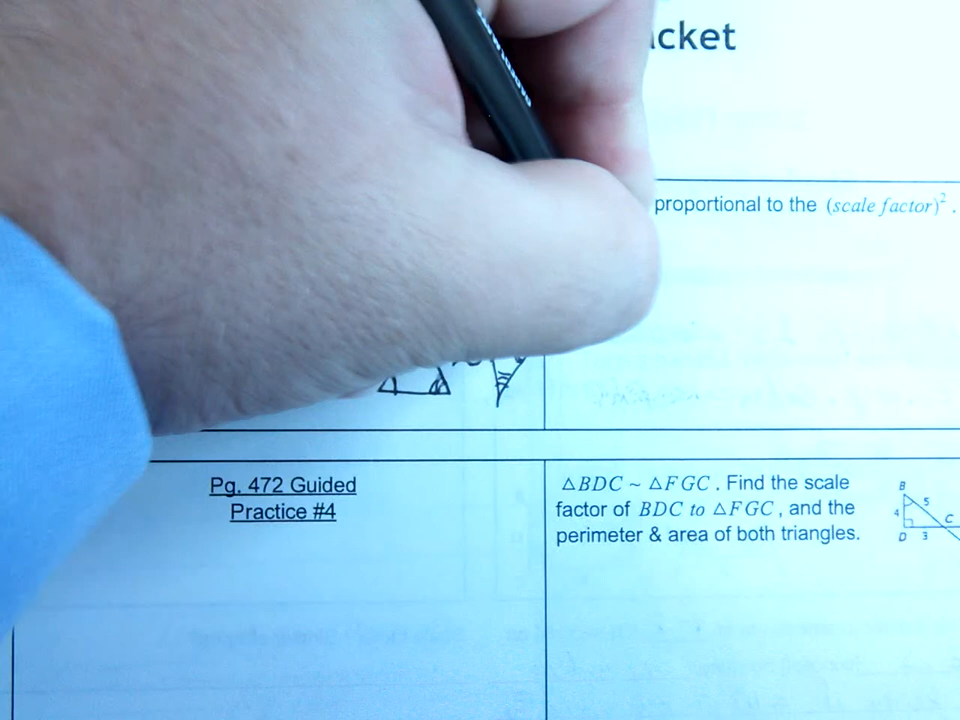 cket
proportional to the (scale factor)² .
Pg. 472 Guided
Practice #4
△BDC ~ △FGC . Find the scale
factor of BDC to △FGC , and the
perimeter & area of both triangles.
B
5
4
C
D 3